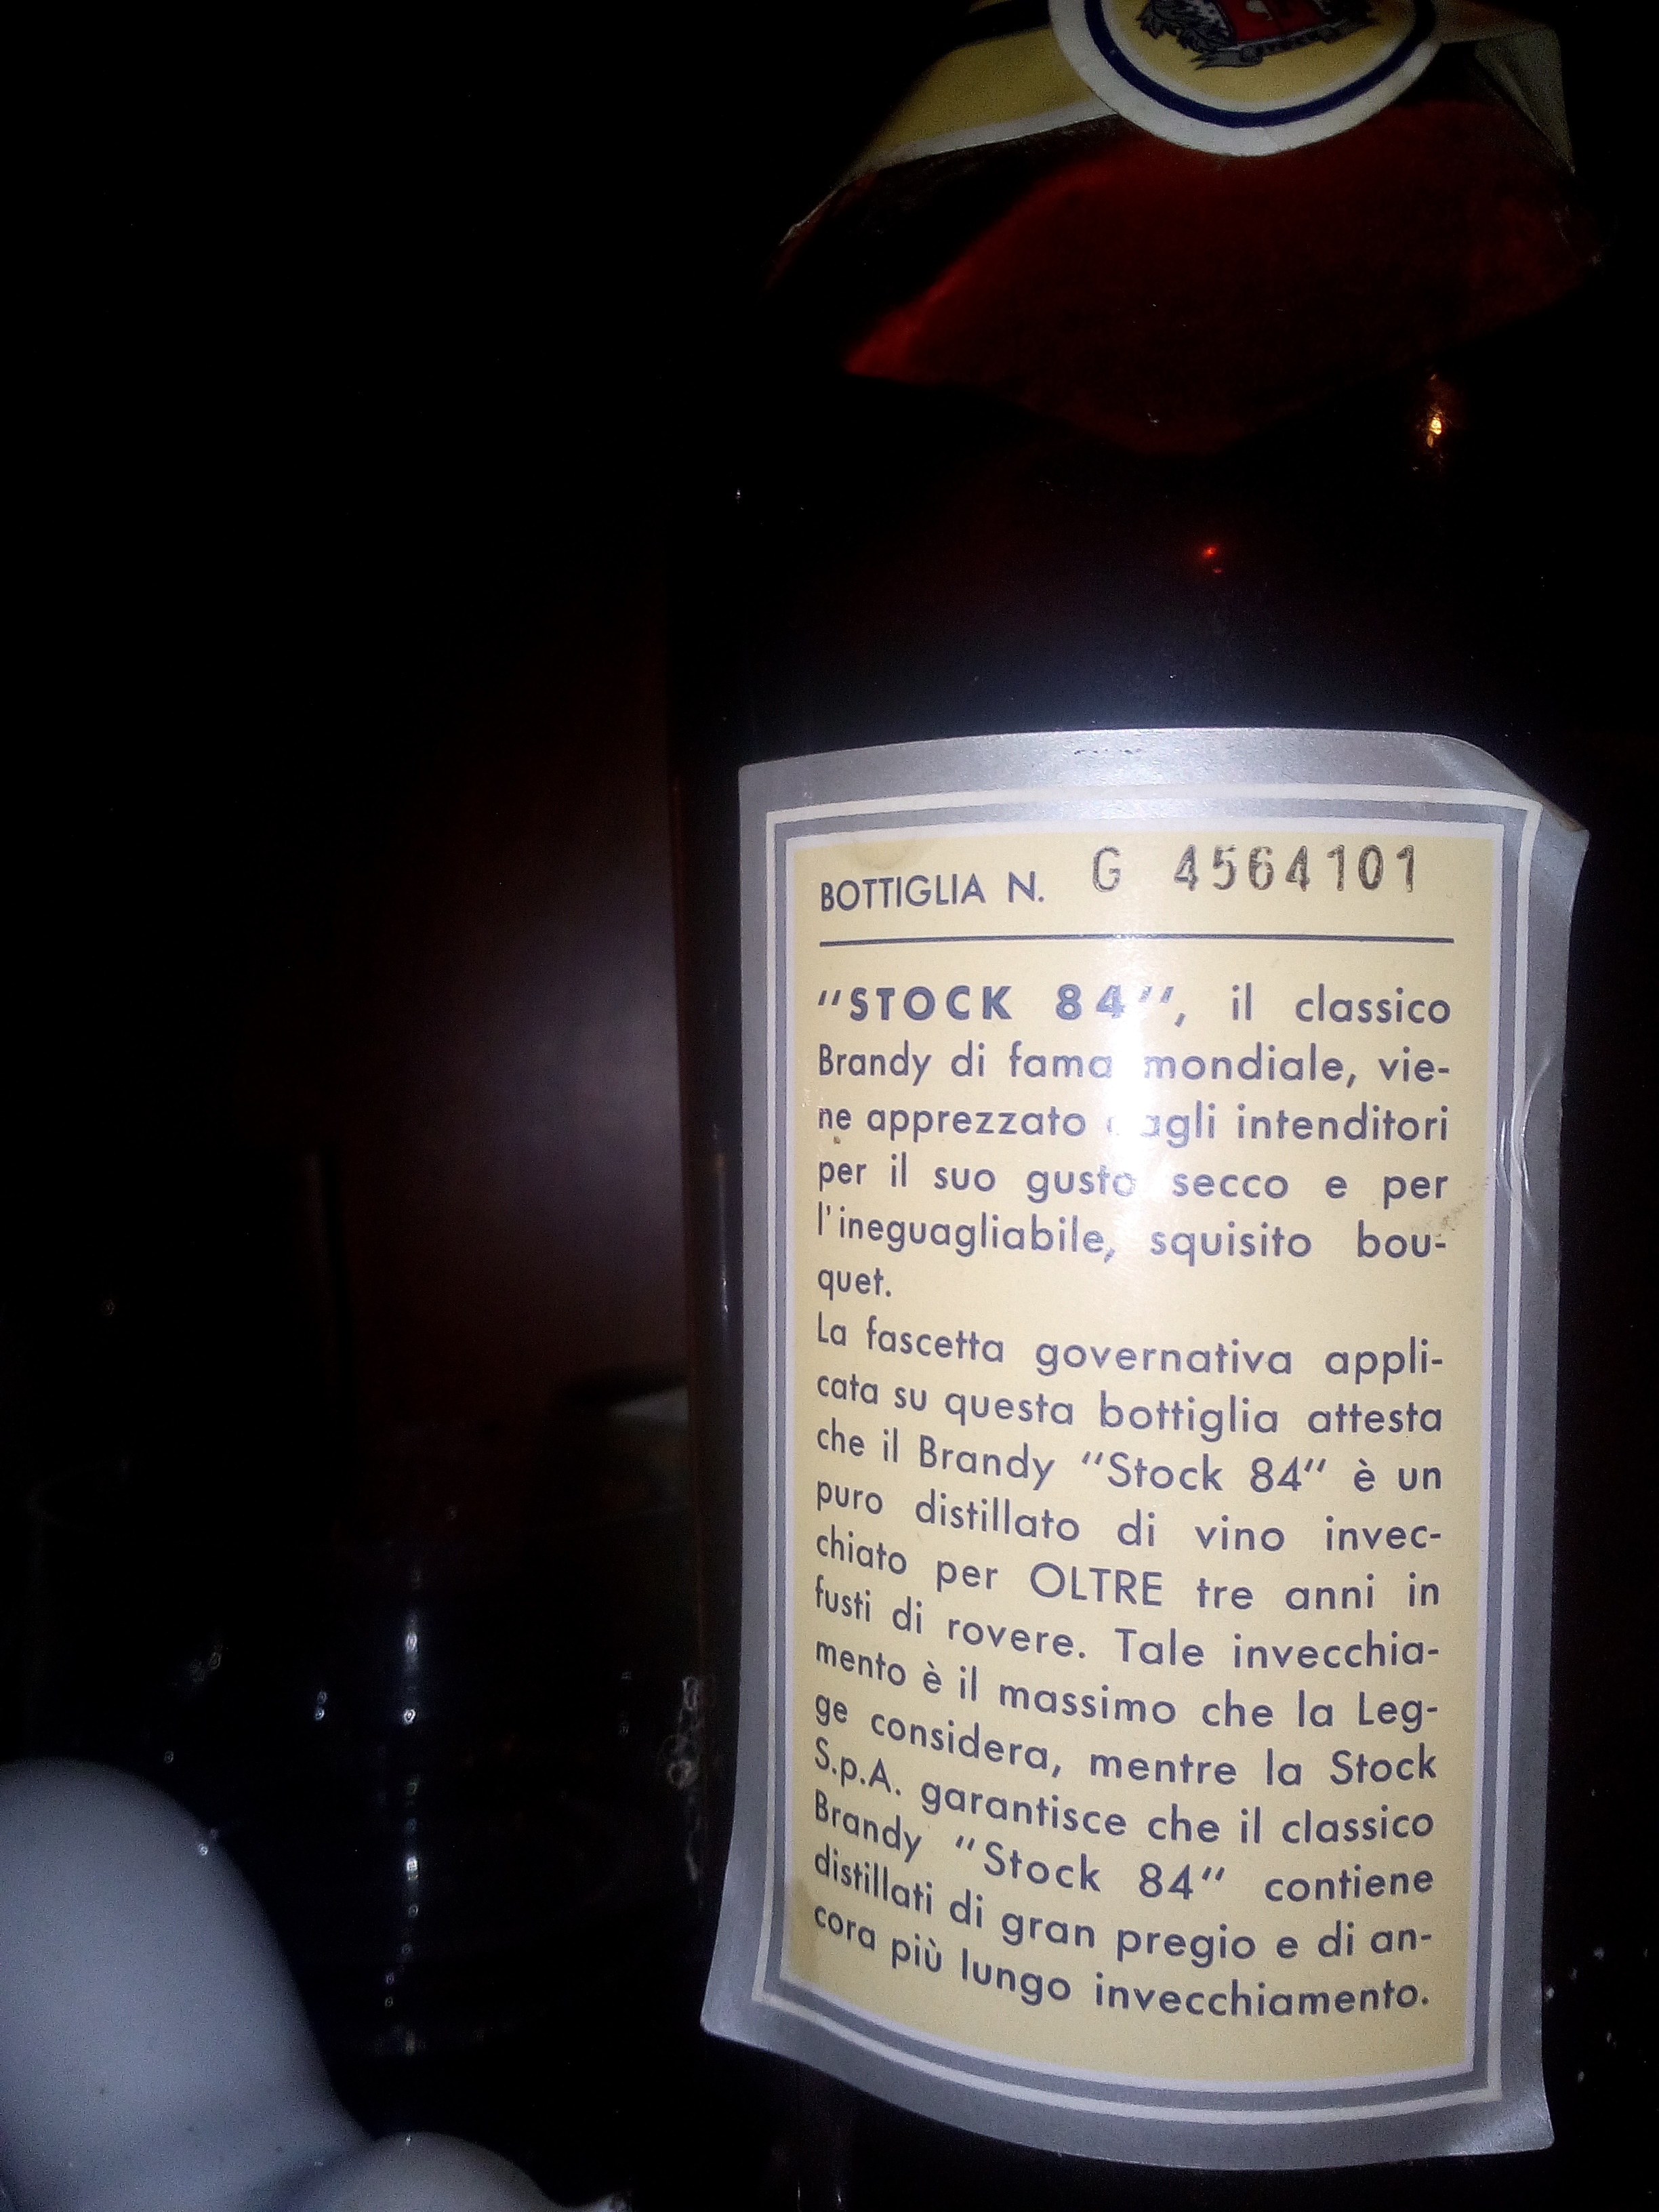 BOTTIGLIA N. G 4564101
"STOCK 84", il classico
Brandy di fama mondiale, vie-
ne apprezzato dagli intenditori
per il suo gusto secco e per
l'ineguagliabile, squisito bou-
quet.
La fascetta governativa appli-
cata su questa bottiglia attesta
che il Brandy "Stock 84" è un
puro distillato di vino invec-
chiato per OLTRE tre anni in
fusti di rovere. Tale invecchia-
mento è il massimo che la Leg-
ge considera, mentre la Stock
S.p.A. garantisce che il classico
Brandy "Stock 84" contiene
distillati di gran pregio e di an-
cora più lungo invecchiamento.